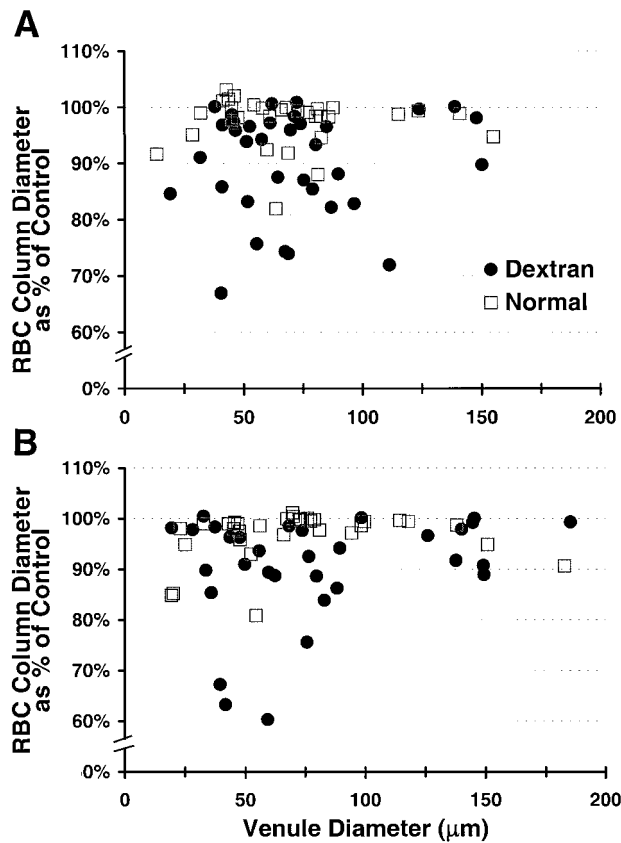 A
110%
100%
90%
80%
70%
60%
0%
RBC Column Diameter
as % of Control
Dextran
Normal
0
50
100
150
200
B
110%
100%
90%
80%
70%
60%
0%
RBC Column Diameter
as % of Control
0
50
100
150
200
Venule Diameter (μm)